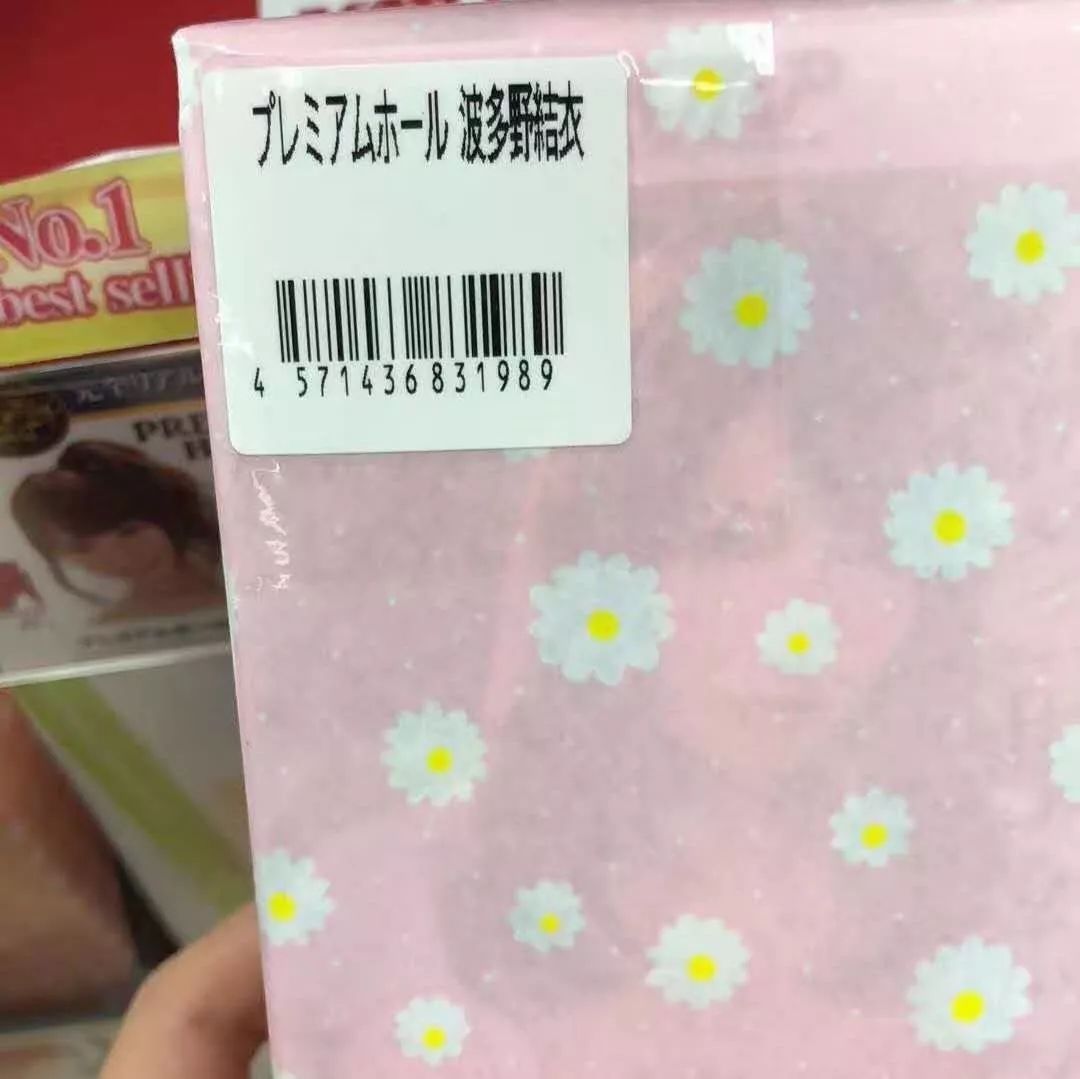 プレミアムホール 波多野結衣
4 571436 831989
No.1
best sell
PRE
H